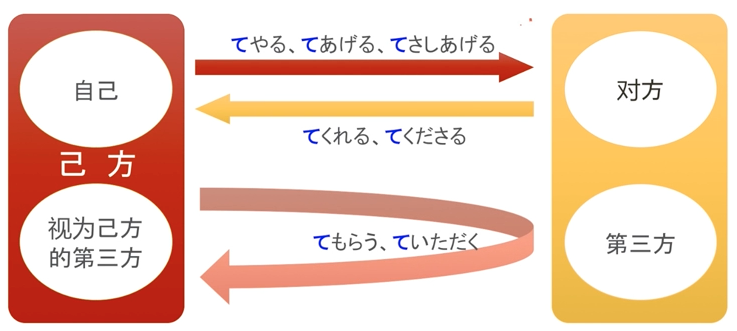 てやる、てあげる、てさしあげる
自己
对方
てくれる、てくださる
己 方
视为己方
的第三方
てもらう、ていただく
第三方